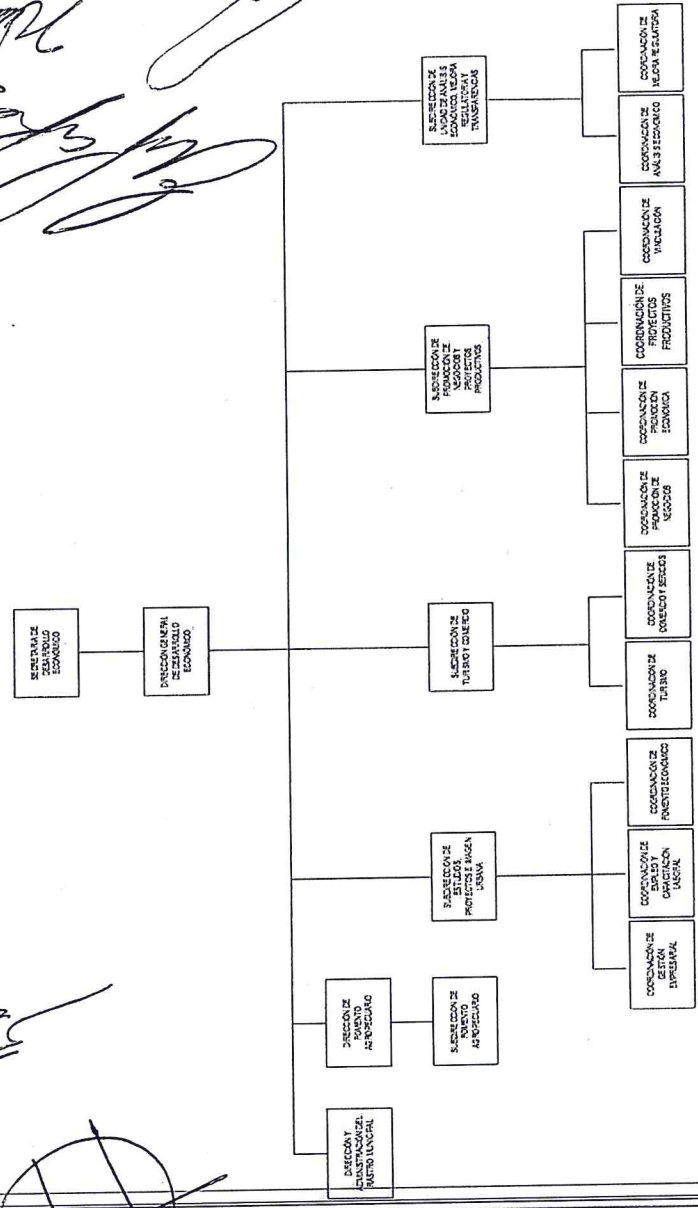 SECRETARIA DE
DESARROLLO
ECONÓMICO
DIRECCIÓN GENERAL
DE DESARROLLO
ECONÓMICO
DIRECCIÓN Y
ADMINISTRACIÓN DEL
RASTRO MUNICIPAL
DIRECCIÓN DE
FOMENTO
AGROPECUARIO
SUBDIRECCIÓN DE
FOMENTO
AGROPECUARIO
SUBDIRECCIÓN DE
ESTUDIOS,
PROYECTOS E IMAGEN
URBANA
SUBDIRECCIÓN DE
TURISMO Y COMERCIO
SUBDIRECCIÓN DE
PROMOCIÓN DE
NEGOCIOS Y
PROYECTOS
PRODUCTIVOS
SUBDIRECCIÓN DE
UNIDAD DE ANÁLISIS
ECONÓMICO, MEJORA
REGULATORIA Y
TRANSPARENCIAS
COORDINACIÓN DE
GESTIÓN
EMPRESARIAL
COORDINACIÓN DE
EMPLEO Y
CAPACITACIÓN
LABORAL
COORDINACIÓN DE
FOMENTO ECONÓMICO
COORDINACIÓN DE
TURISMO
COORDINACIÓN DE
COMERCIO Y SERCIOS
COORDINACIÓN DE
PROMOCIÓN DE
NEGOCIOS
COORDINACIÓN DE
PROMOCIÓN
ECONÓMICA
COORDINACIÓN DE
PROYECTOS
PRODUCTIVOS
COORDINACIÓN DE
VINCULACIÓN
COORDINACIÓN DE
ANÁLISIS ECONÓMICO
COORDINACIÓN DE
MEJORA REGULATORIA